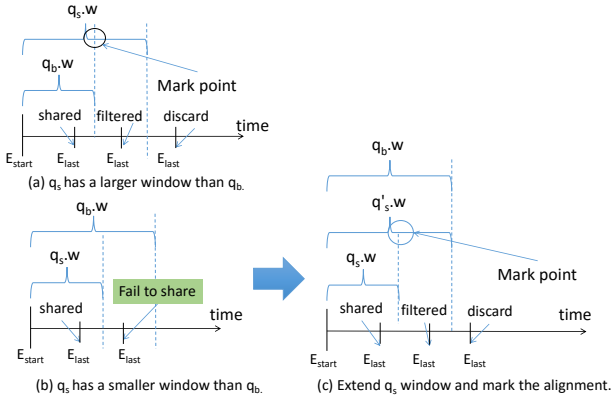 qs.w
Mark point
qb.w
shared
filtered
discard
time
Estart
Elast
Elast
Elast
(a) qs has a larger window than qb.
qb.w
qs.w
Fail to share
shared
time
Estart
Elast
Elast
(b) qs has a smaller window than qb.
qb.w
q's.w
Mark point
qs.w
shared
filtered
discard
time
Estart
Elast
Elast
Elast
(c) Extend qs window and mark the alignment.